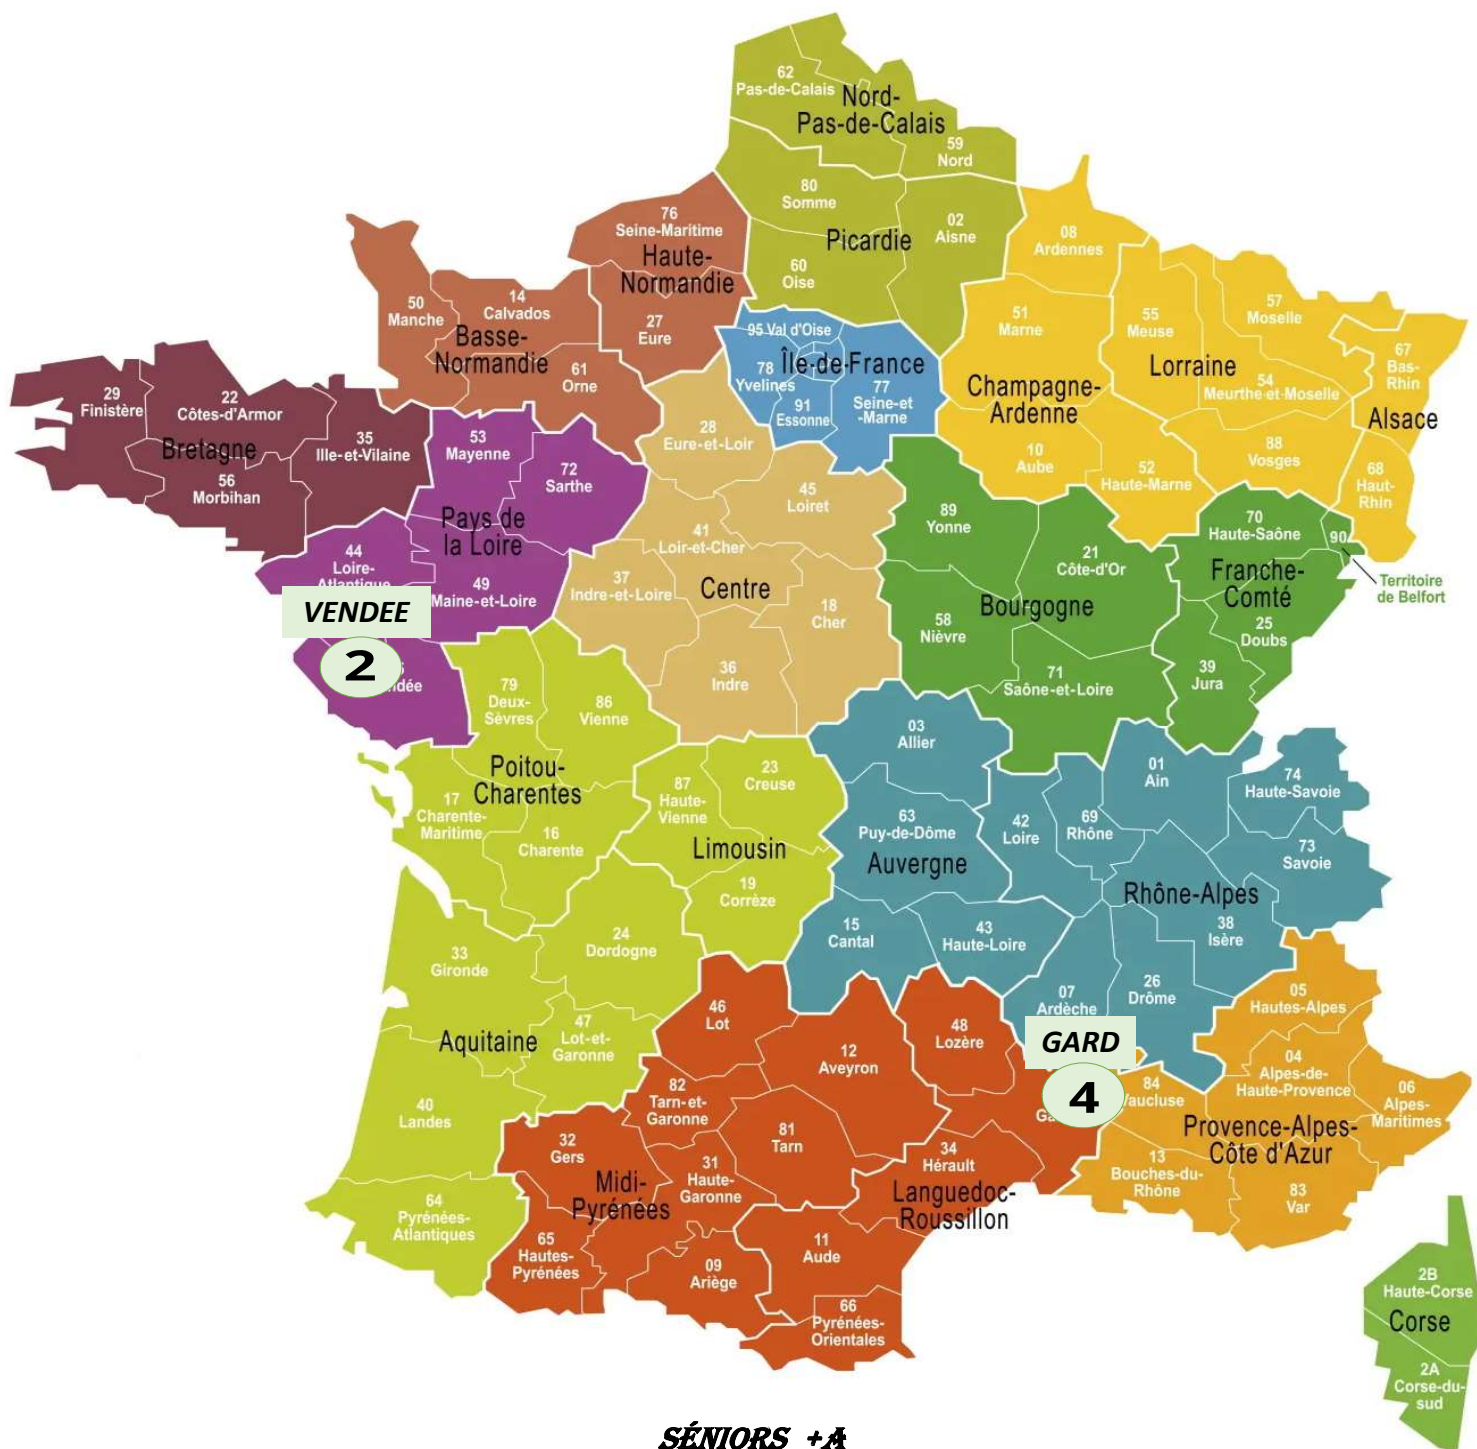 62
Pas-de-Calais
Nord-
Pas-de-Calais
59
Nord
80
Somme
02
Aisne
Picardie
60
Oise
76
Seine-Maritime
Haute-
Normandie
27
Eure
50
Manche
14
Calvados
Basse-
Normandie
61
Orne
08
Ardennes
51
Marne
Champagne-
Ardenne
10
Aube
52
Haute-Marne
55
Meuse
57
Moselle
Lorraine
54
Meurthe et Moselle
88
Vosges
67
Bas-
Rhin
Alsace
68
Haut-
Rhin
95 Val d'Oise
Île-de-France
78
Yvelines
91
Essonne
77
Seine-et
-Marne
29
Finistère
22
Côtes-d'Armor
Bretagne
35
Ille-et-Vilaine
56
Morbihan
53
Mayenne
72
Sarthe
Pays de
la Loire
44
Loire-
Atlantique
49
Maine-et-Loire
VENDEE
2
ndée
28
Eure-et-Loir
45
Loiret
41
Loir-et-Cher
37
Indre-et-Loire
Centre
18
Cher
36
Indre
89
Yonne
21
Côte-d'Or
Bourgogne
58
Nièvre
71
Saône-et-Loire
70
Haute-Saône
90
Territoire
de Belfort
Franche-
Comté
25
Doubs
39
Jura
79
Deux-
Sèvres
86
Vienne
Poitou-
Charentes
17
Charente-
Maritime
16
Charente
87
Haute-
Vienne
23
Creuse
Limousin
19
Corrèze
03
Allier
63
Puy-de-Dôme
Auvergne
15
Cantal
43
Haute-Loire
42
Loire
69
Rhône
01
Ain
74
Haute-Savoie
73
Savoie
Rhône-Alpes
38
Isère
26
Drôme
07
Ardèche
33
Gironde
24
Dordogne
47
Lot-et-
Garonne
Aquitaine
40
Landes
64
Pyrénées-
Atlantiques
46
Lot
12
Aveyron
82
Tarn-et-
Garonne
81
Tarn
32
Gers
31
Haute-
Garonne
Midi-
Pyrénées
65
Hautes-
Pyrénées
09
Ariège
48
Lozère
GARD
4
Ga
34
Hérault
Languedoc-
Roussillon
11
Aude
66
Pyrénées-
Orientales
05
Hautes-Alpes
04
Alpes-de-
Haute-Provence
06
Alpes-
Maritimes
84
Vaucluse
Provence-Alpes-
Côte d'Azur
13
Bouches-du-
Rhône
83
Var
2B
Haute-Corse
Corse
2A
Corse-du-
sud
SÉNIORS +A